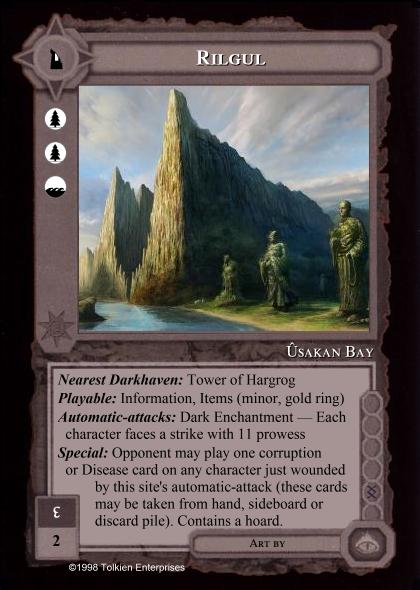 RILGUL
ÛSAKAN BAY
Nearest Darkhaven: Tower of Hargrog
Playable: Information, Items (minor, gold ring)
Automatic-attacks: Dark Enchantment — Each
character faces a strike with 11 prowess
Special: Opponent may play one corruption
or Disease card on any character just wounded
by this site's automatic-attack (these cards
may be taken from hand, sideboard or
discard pile). Contains a hoard.
ε
2
ART BY
©1998 Tolkien Enterprises